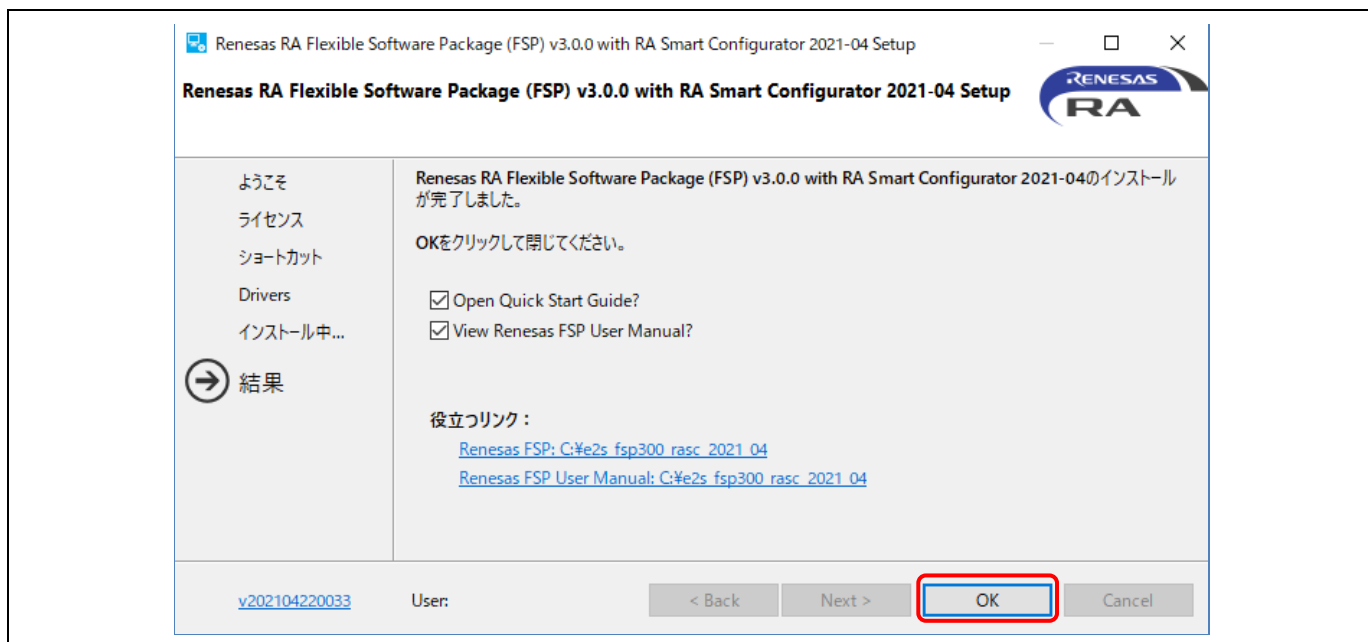 Renesas RA Flexible Software Package (FSP) v3.0.0 with RA Smart Configurator 2021-04 Setup
Renesas RA Flexible Software Package (FSP) v3.0.0 with RA Smart Configurator 2021-04 Setup
RENESAS
RA
ようこそ
ライセンス
ショートカット
Drivers
インストール中...
結果
Renesas RA Flexible Software Package (FSP) v3.0.0 with RA Smart Configurator 2021-04のインストール
が完了しました。
OKをクリックして閉じてください。
Open Quick Start Guide?
View Renesas FSP User Manual?
役立つリンク：
Renesas FSP: C:¥e2s_fsp300_rasc_2021_04
Renesas FSP User Manual: C:¥e2s_fsp300_rasc_2021_04
v202104220033 User: < Back Next > OK Cancel